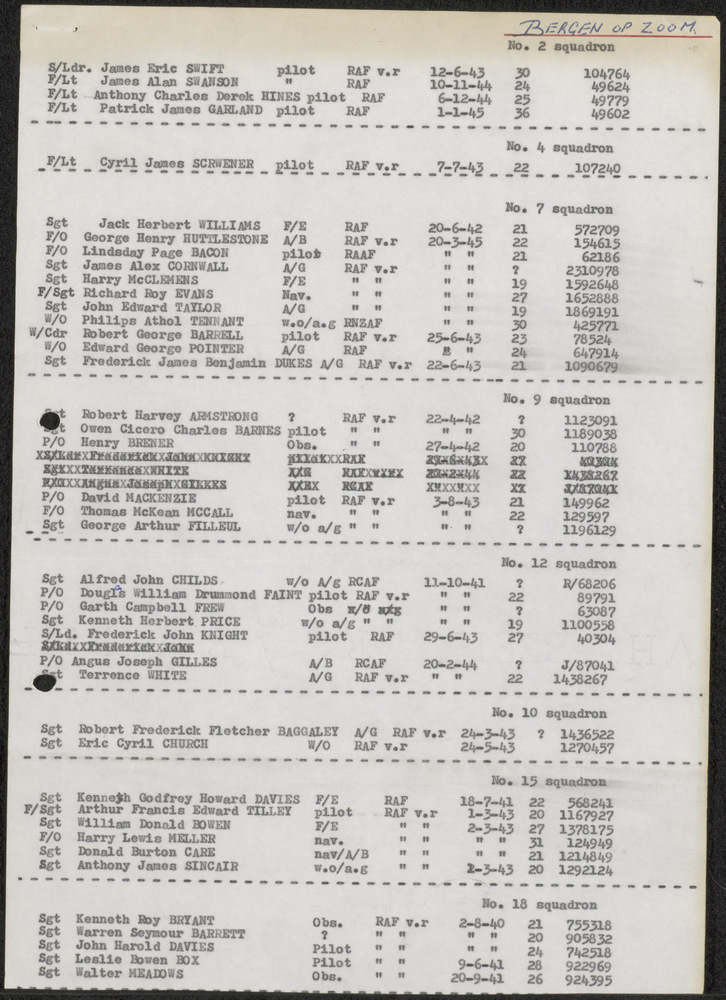 BERGEN OP ZOOM
No. 2 squadron
S/Ldr. James Eric SWIFT pilot RAF v.r 12-6-43 30 104764
F/Lt James Alan SWANSON " RAF 10-11-44 24 49624
F/Lt Anthony Charles Derek HINES pilot RAF 6-12-44 25 49779
F/Lt Patrick James GARLAND pilot RAF 1-1-45 36 49602
No. 4 squadron
F/Lt Cyril James SCRWENER pilot RAF v.r 7-7-43 22 107240
No. 7 squadron
Sgt Jack Herbert WILLIAMS F/E RAF 20-6-42 21 572709
F/O George Henry HUTTLESTONE A/B RAF v.r 20-3-45 22 154615
F/O Lindsday Page BACON pilot RAAF " " 21 62186
Sgt James Alex CORNWALL A/G RAF v.r " " ? 2310978
Sgt Harry McCLEMENS F/E " " " " 19 1592648
F/Sgt Richard Roy EVANS Nav. " " " " 27 1652888
Sgt John Edward TAYLOR A/G " " " " 19 1869191
W/O Philips Athol TENNANT w.o/a.g RNZAF " " 30 425771
W/Cdr Robert George BARRELL pilot RAF v.r 25-6-43 23 78524
W/O Edward George POINTER A/G RAF " " 24 647914
Sgt Frederick James Benjamin DUKES A/G RAF v.r 22-6-43 21 1090679
No. 9 squadron
Robert Harvey ARMSTRONG ? RAF v.r 22-4-42 ? 1123091
Owen Cicero Charles BARNES pilot " " " " 30 1189038
P/O Henry BRENER Obs. " " 27-4-42 20 110788
P/O David MACKENZIE pilot RAF v.r 3-8-43 21 149962
F/O Thomas McKean MCCALL nav. " " " " 22 129597
Sgt George Arthur FILLEUL w/o a/g " " " " ? 1196129
No. 12 squadron
Sgt Alfred John CHILDS w/o A/g RCAF 11-10-41 ? R/68206
P/O Dougls William Drummond FAINT pilot RAF v.r " " 22 89791
P/O Garth Campbell FREW Obs " " " " ? 63087
Sgt Kenneth Herbert PRICE w/o a/g " " " " 19 1100558
S/Ld. Frederick John KNIGHT pilot RAF 29-6-43 27 40304
P/O Angus Joseph GILLES A/B RCAF 20-2-44 ? J/87041
Terrence WHITE A/G RAF v.r " " 22 1438267
No. 10 squadron
Sgt Robert Frederick Fletcher BAGGALEY A/G RAF v.r 24-3-43 ? 1436522
Sgt Eric Cyril CHURCH W/O RAF v.r 24-5-43 1270457
No. 15 squadron
Sgt Kenneth Godfrey Howard DAVIES F/E RAF 18-7-41 22 568241
F/Sgt Arthur Francis Edward TILLEY pilot RAF v.r 1-3-43 20 1167927
Sgt William Donald BOWEN F/E " " 2-3-43 27 1378175
F/O Harry Lewis MELLER nav. " " " " 31 124949
Sgt Donald Burton CARE nav/A/B " " " " 21 1214849
Sgt Anthony James SINCAIR w.o/a.g " " 2-3-43 20 1292124
No. 18 squadron
Sgt Kenneth Roy BRYANT Obs. RAF v.r 2-8-40 21 755318
Sgt Warren Seymour BARRETT ? " " " " 20 905832
Sgt John Harold DAVIES Pilot " " " " 24 742518
Sgt Leslie Bowen BOX Pilot " " 9-6-41 28 922969
Sgt Walter MEADOWS Obs. " " 20-9-41 26 924395